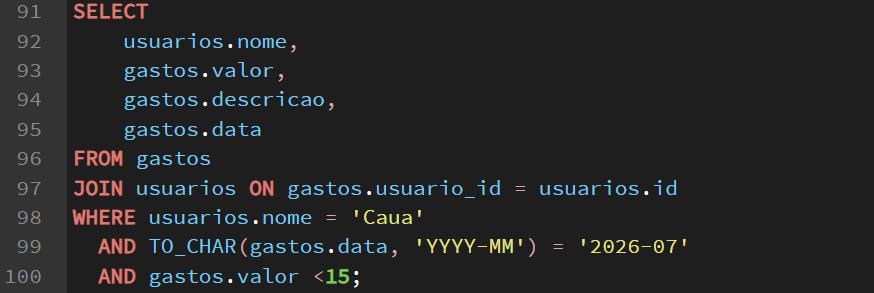 91 SELECT
92     usuarios.nome,
93     gastos.valor,
94     gastos.descricao,
95     gastos.data
96 FROM gastos
97 JOIN usuarios ON gastos.usuario_id = usuarios.id
98 WHERE usuarios.nome = 'Caua'
99   AND TO_CHAR(gastos.data, 'YYYY-MM') = '2026-07'
100   AND gastos.valor <15;